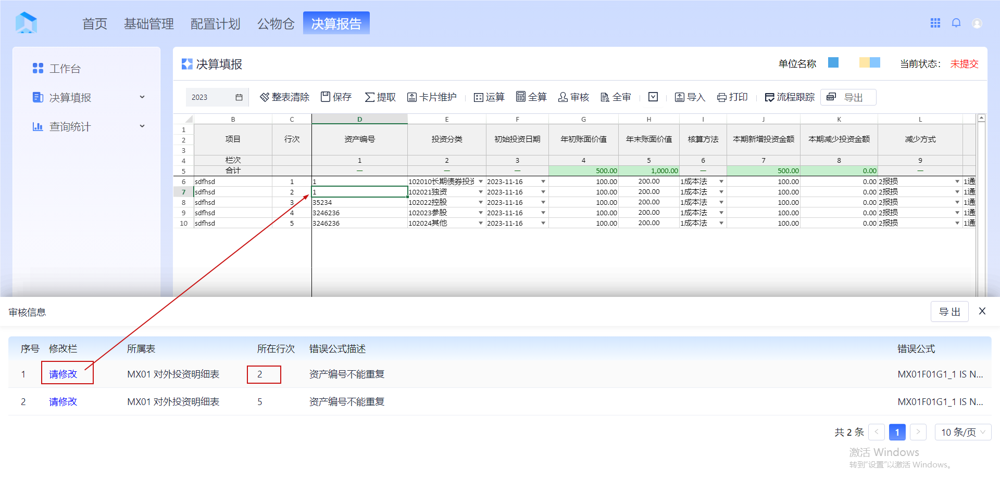 首页 基础管理 配置计划 公物仓 决算报告
工作台
决算填报
查询统计
决算填报 单位名称 当前状态： 未提交
2023 整表清除 保存 提取 卡片维护 运算 全算 审核 全审 导入 打印 流程跟踪 导出
B C D E F G H I J K L
1
2 项目 行次 资产编号 投资分类 初始投资日期 年初账面价值 年末账面价值 核算方法 本期新增投资金额 本期减少投资金额 减少方式
3
4 栏次 1 2 3 4 5 6 7 8 9
5 合计 — — — 500.00 1,000.00 — 500.00 0.00 —
6 sdfhsd 1 1 102010长期债券投资 2023-11-16 100.00 200.00 1成本法 100.00 0.00 2报损 1通
7 sdfhsd 2 1 102021独资 2023-11-16 100.00 200.00 1成本法 100.00 0.00 2报损 1通
8 sdfhsd 3 35234 102022控股 2023-11-16 100.00 200.00 1成本法 100.00 0.00 2报损 1通
9 sdfhsd 4 3246236 102023参股 2023-11-16 100.00 200.00 1成本法 100.00 0.00 2报损 1通
10 sdfhsd 5 3246236 102024其他 2023-11-16 100.00 200.00 1成本法 100.00 0.00 2报损 1通
审核信息 导 出 X
序号 修改栏 所属表 所在行次 错误公式描述 错误公式
1 请修改 MX01 对外投资明细表 2 资产编号不能重复 MX01F01G1_1 IS N...
2 请修改 MX01 对外投资明细表 5 资产编号不能重复 MX01F01G1_1 IS N...
共 2 条 < 1 > 10 条/页
激活 Windows
转到“设置”以激活 Windows。